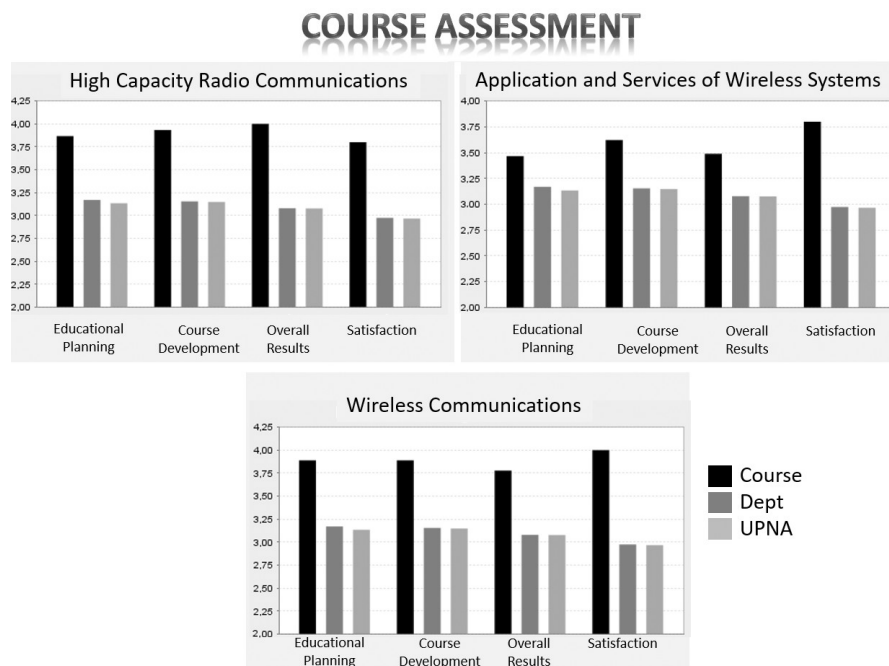 COURSE ASSESSMENT
High Capacity Radio Communications
4,25
4,00
3,75
3,50
3,25
3,00
2,75
2,50
2,25
2,00
Educational Planning
Course Development
Overall Results
Satisfaction
Application and Services of Wireless Systems
4,00
3,75
3,50
3,25
3,00
2,75
2,50
2,25
2,00
Educational Planning
Course Development
Overall Results
Satisfaction
Wireless Communications
4,25
4,00
3,75
3,50
3,25
3,00
2,75
2,50
2,25
2,00
Educational Planning
Course Development
Overall Results
Satisfaction
Course
Dept
UPNA